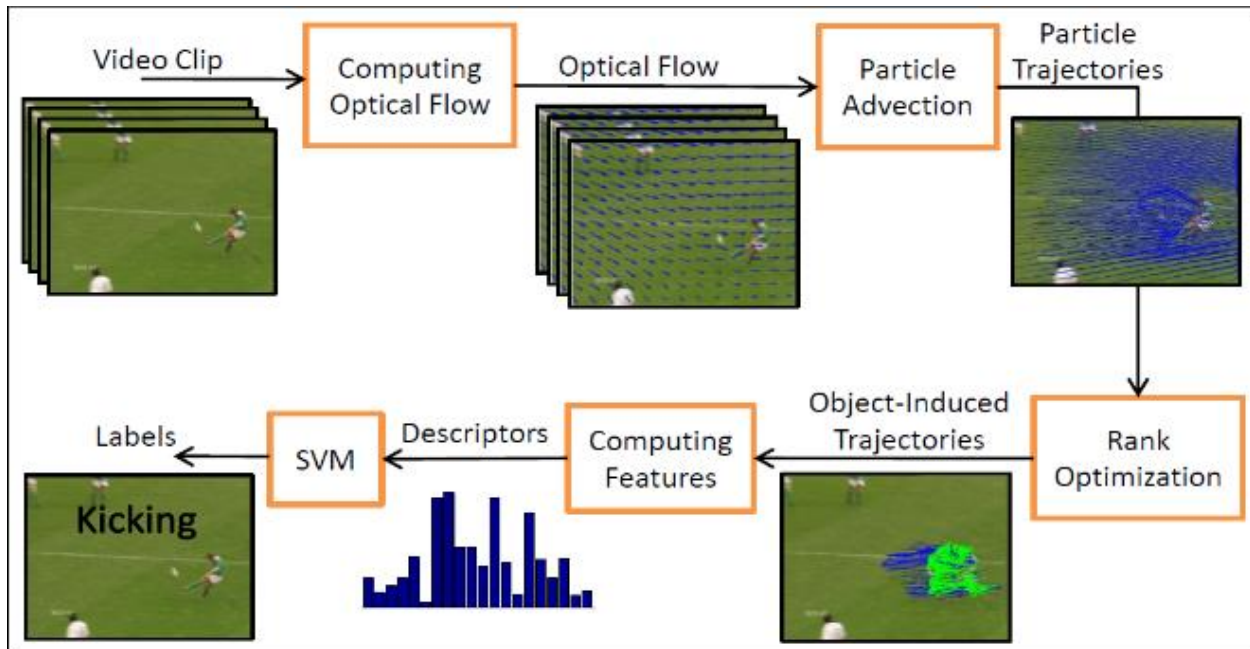 Video Clip
Computing
Optical Flow
Optical Flow
Particle
Advection
Particle
Trajectories
Rank
Optimization
Object-Induced
Trajectories
Computing
Features
Descriptors
SVM
Labels
Kicking